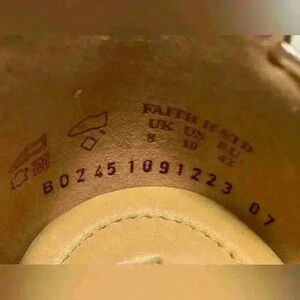 FAITH II STD
UK US EU
8 10 42
B02451091223 07